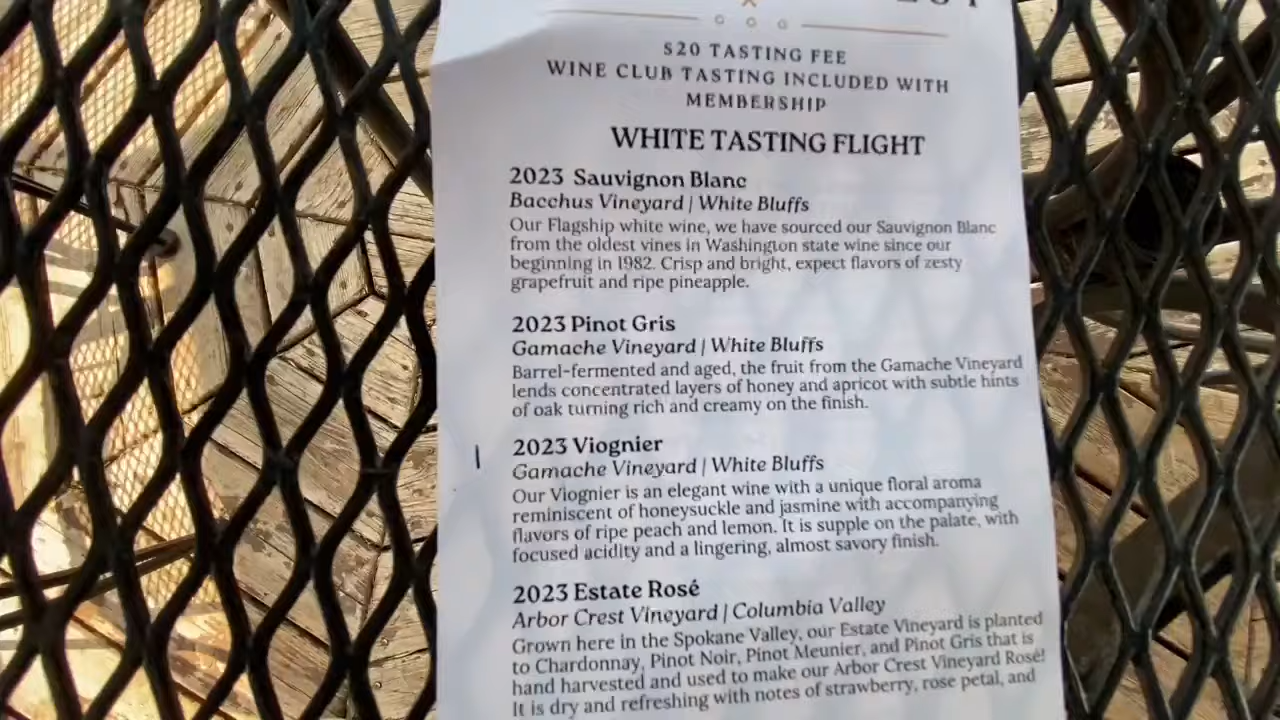 $20 TASTING FEE
WINE CLUB TASTING INCLUDED WITH
MEMBERSHIP
WHITE TASTING FLIGHT
2023 Sauvignon Blanc
Bacchus Vineyard | White Bluffs
Our Flagship white wine, we have sourced our Sauvignon Blanc
from the oldest vines in Washington state wine since our
beginning in 1982. Crisp and bright, expect flavors of zesty
grapefruit and ripe pineapple.
2023 Pinot Gris
Gamache Vineyard | White Bluffs
Barrel-fermented and aged, the fruit from the Gamache Vineyard
lends concentrated layers of honey and apricot with subtle hints
of oak turning rich and creamy on the finish.
2023 Viognier
Gamache Vineyard | White Bluffs
Our Viognier is an elegant wine with a unique floral aroma
reminiscent of honeysuckle and jasmine with accompanying
flavors of ripe peach and lemon. It is supple on the palate, with
focused acidity and a lingering, almost savory finish.
2023 Estate Rosé
Arbor Crest Vineyard | Columbia Valley
Grown here in the Spokane Valley, our Estate Vineyard is planted
to Chardonnay, Pinot Noir, Pinot Meunier, and Pinot Gris that is
hand harvested and used to make our Arbor Crest Vineyard Rosé!
It is dry and refreshing with notes of strawberry, rose petal, and